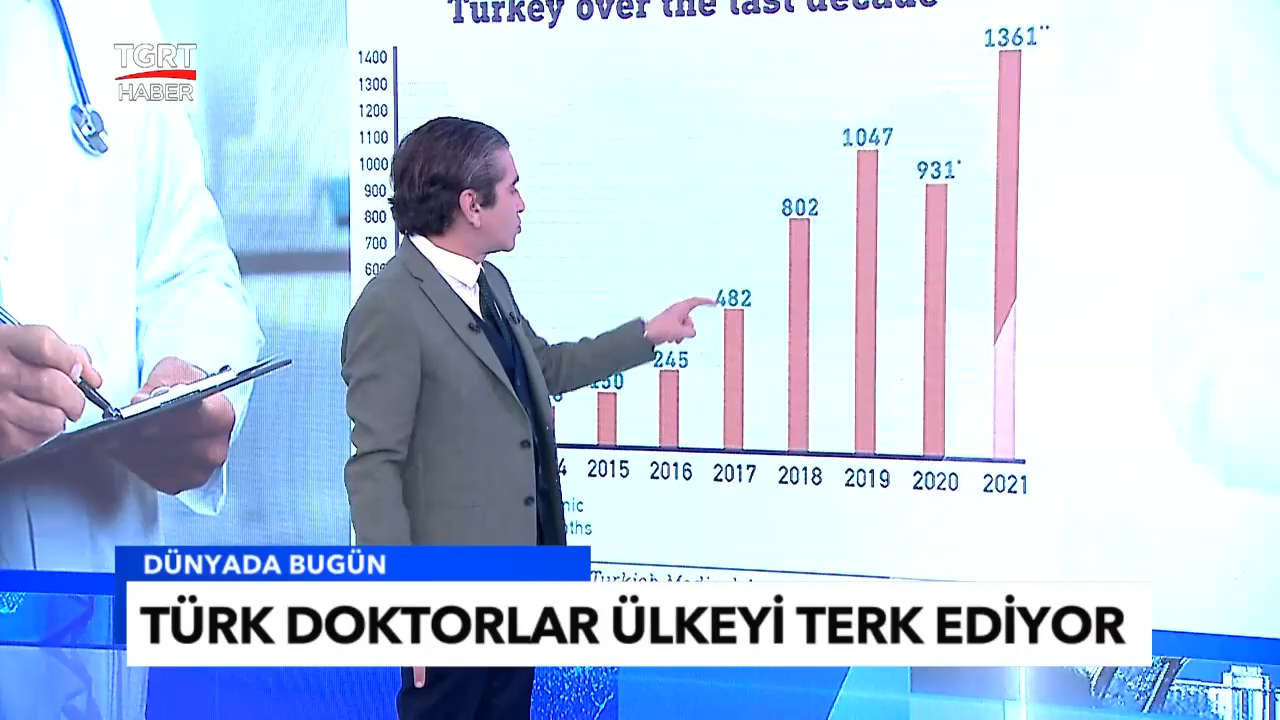 Turkey over the last decade
TGRT
HABER
1400
1300
1200
1100
1000
900
800
700
1361**
1047
931*
802
482
245
2015 2016 2017 2018 2019 2020 2021
DÜNYADA BUGÜN
TÜRK DOKTORLAR ÜLKEYİ TERK EDİYOR